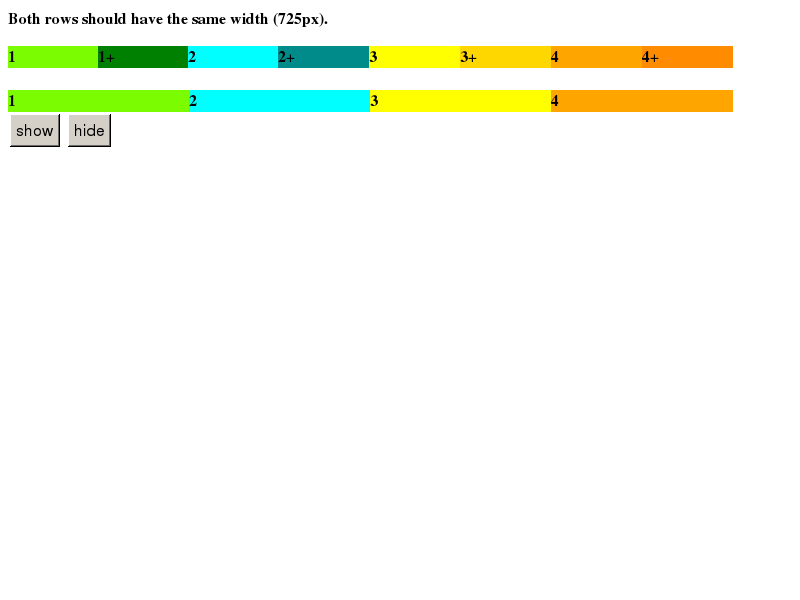 Both rows should have the same width (725px).
1 1+ 2 2+ 3 3+ 4 4+
1 2 3 4
show hide